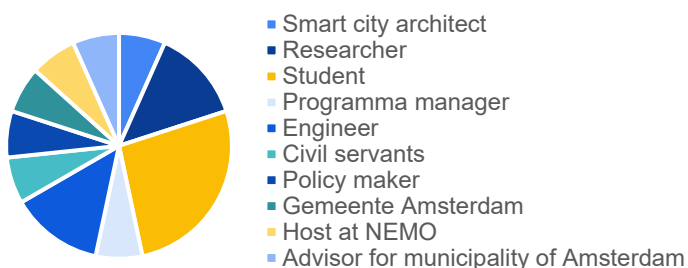 Smart city architect
Researcher
Student
Programma manager
Engineer
Civil servants
Policy maker
Gemeente Amsterdam
Host at NEMO
Advisor for municipality of Amsterdam